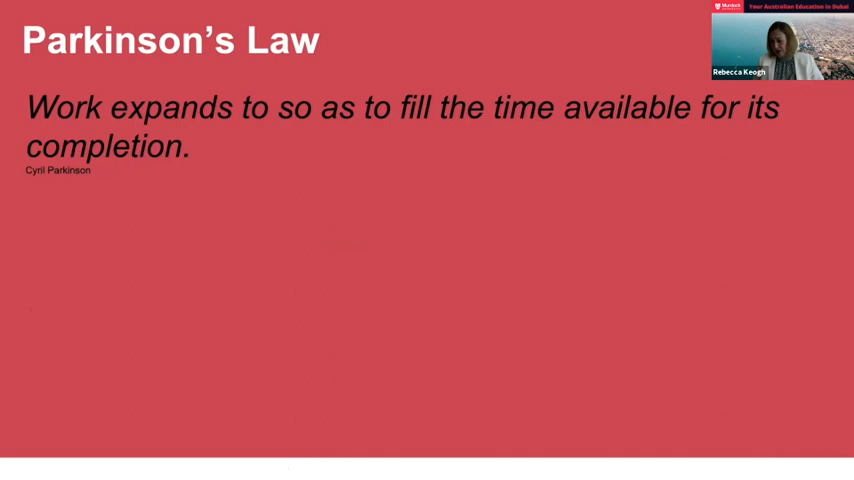 Parkinson's Law
Murdoch
UNIVERSITY
Your Australian Education in Dubai
Rebecca Keogh
Work expands to so as to fill the time available for its
completion.
Cyril Parkinson